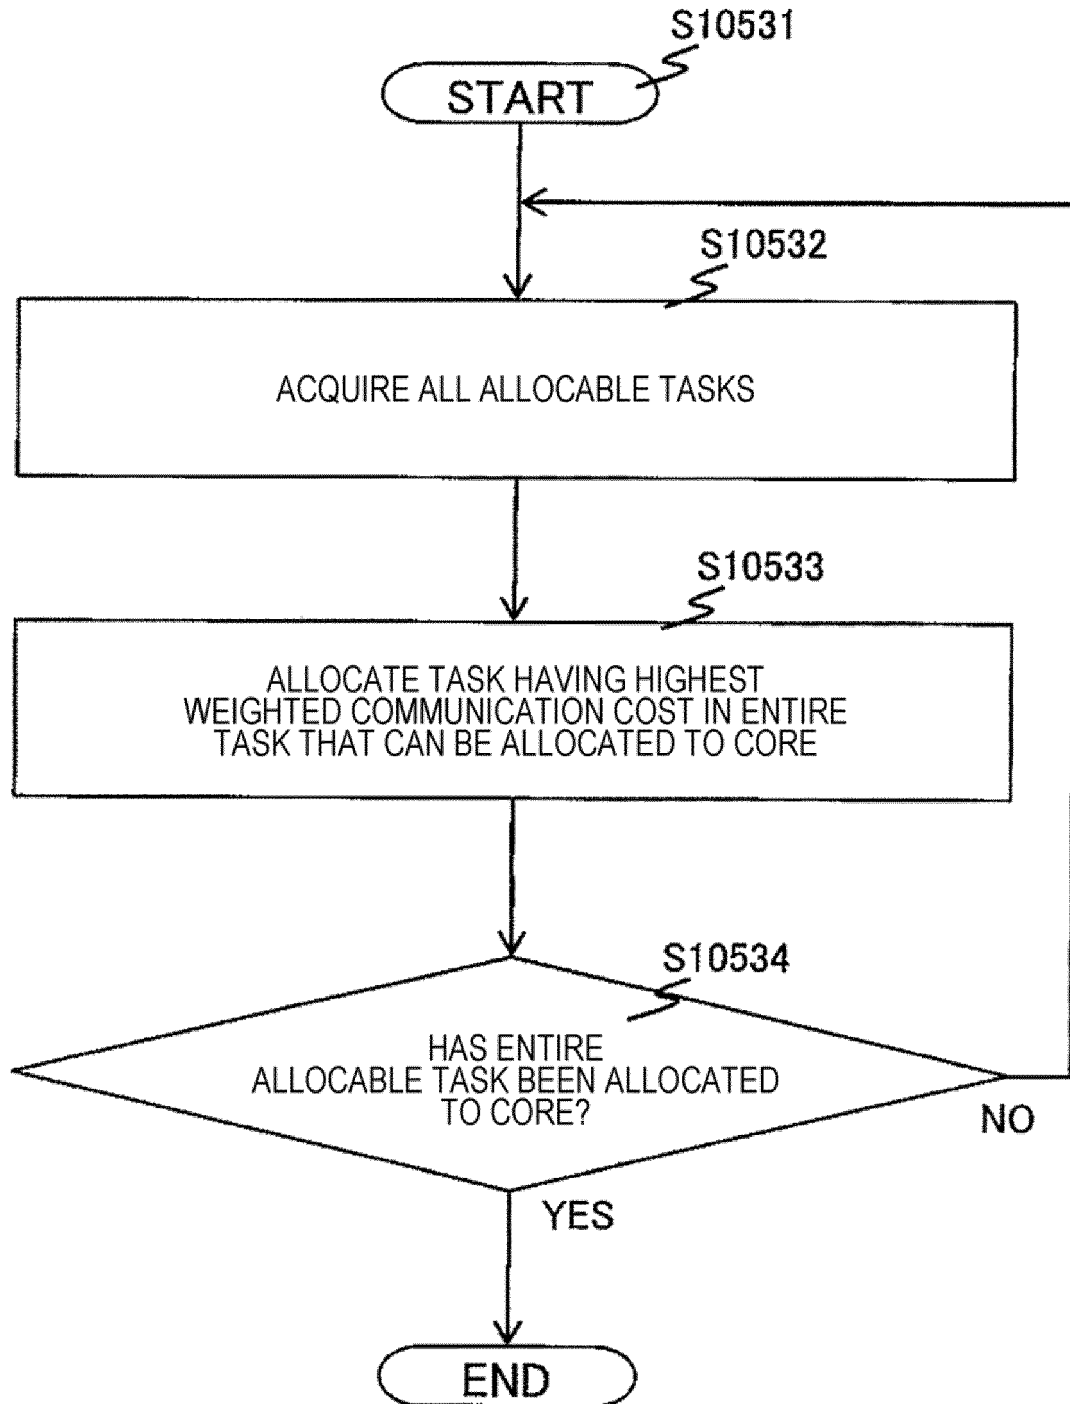 S10531
START
S10532
ACQUIRE ALL ALLOCABLE TASKS
S10533
ALLOCATE TASK HAVING HIGHEST
WEIGHTED COMMUNICATION COST IN ENTIRE
TASK THAT CAN BE ALLOCATED TO CORE
S10534
HAS ENTIRE
ALLOCABLE TASK BEEN ALLOCATED
TO CORE?
NO
YES
END